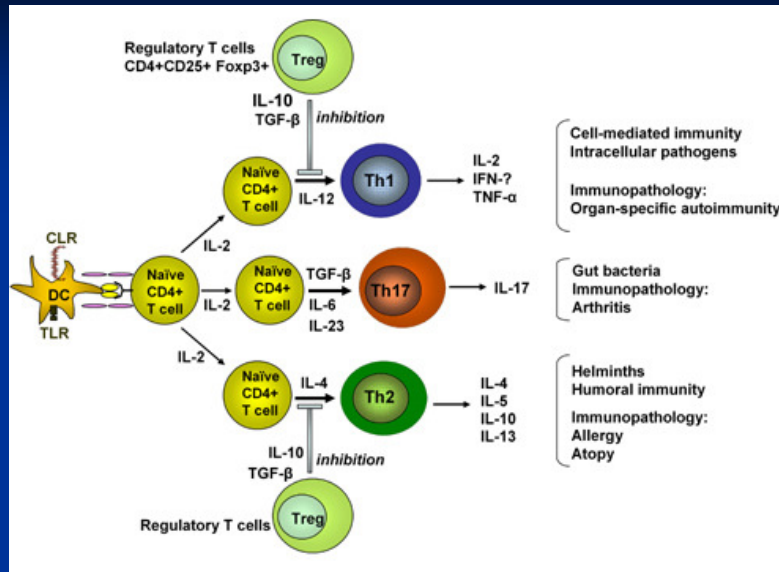 Regulatory T cells
CD4+CD25+ Foxp3+
Treg
IL-10
TGF-β
inhibition
Naïve
CD4+
T cell
IL-12
Th1
IL-2
IFN-?
TNF-α
Cell-mediated immunity
Intracellular pathogens
Immunopathology:
Organ-specific autoimmunity
IL-2
CLR
DC
TLR
Naïve
CD4+
T cell
IL-2
Naïve
CD4+
T cell
TGF-β
IL-6
IL-23
Th17
IL-17
Gut bacteria
Immunopathology:
Arthritis
IL-2
Naïve
CD4+
T cell
IL-4
Th2
IL-4
IL-5
IL-10
IL-13
Helminths
Humoral immunity
Immunopathology:
Allergy
Atopy
IL-10
TGF-β
inhibition
Treg
Regulatory T cells